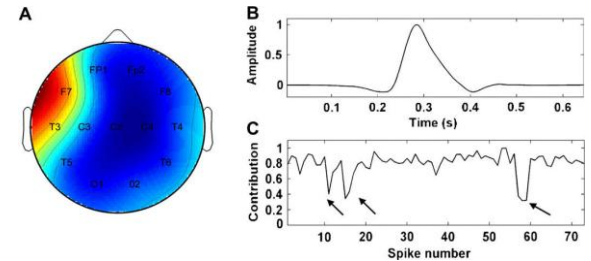 A
FP1 Fp2
F7 F8
T3 C3 C4 T4
T5 T6
O1 02
B
Amplitude
1
0.5
0
0.1 0.2 0.3 0.4 0.5 0.6
Time (s)
C
Contribution
1.0
0.8
0.6
0.4
0.2
0
10 20 30 40 50 60 70
Spike number